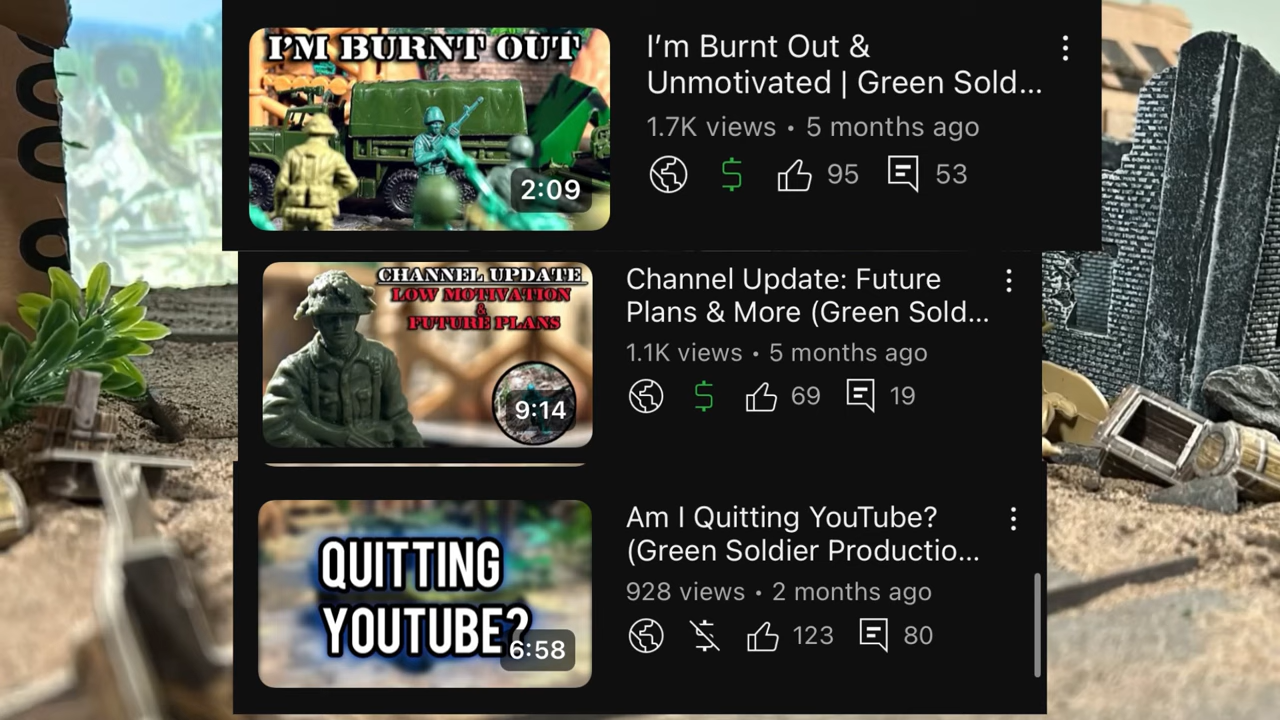 I'M BURNT OUT
2:09
I'm Burnt Out &
Unmotivated | Green Sold...
1.7K views • 5 months ago
95
53
CHANNEL UPDATE
LOW MOTIVATION
&
FUTURE PLANS
9:14
Channel Update: Future
Plans & More (Green Sold...
1.1K views • 5 months ago
69
19
QUITTING
YOUTUBE?
6:58
Am I Quitting YouTube?
(Green Soldier Productio...
928 views • 2 months ago
123
80